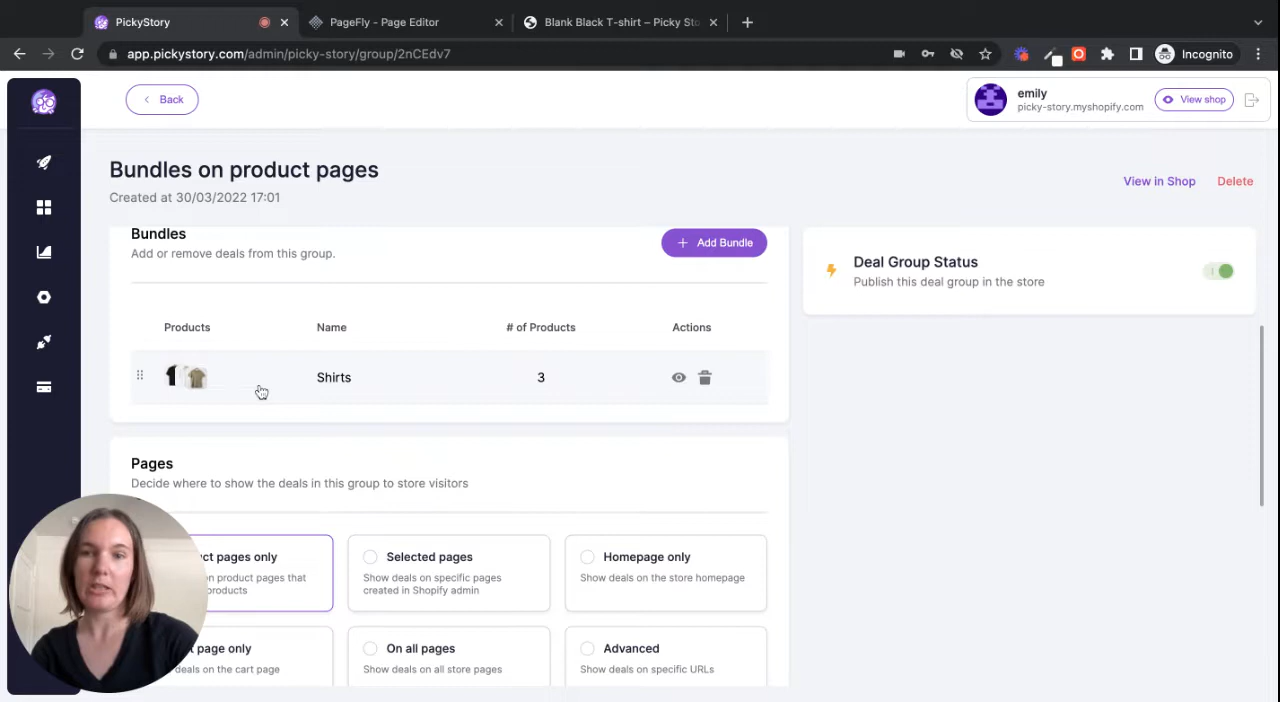 PickyStory
PageFly - Page Editor
Blank Black T-shirt – Picky Sto
app.pickystory.com/admin/picky-story/group/2nCEdv7
Incognito
Back
emily
picky-story.myshopify.com
View shop
Bundles on product pages
Created at 30/03/2022 17:01
View in Shop
Delete
Bundles
Add or remove deals from this group.
Add Bundle
Deal Group Status
Publish this deal group in the store
Products
Name
# of Products
Actions
Shirts
3
Pages
Decide where to show the deals in this group to store visitors
ct pages only
on product pages that
products
Selected pages
Show deals on specific pages
created in Shopify admin
Homepage only
Show deals on the store homepage
page only
deals on the cart page
On all pages
Show deals on all store pages
Advanced
Show deals on specific URLs